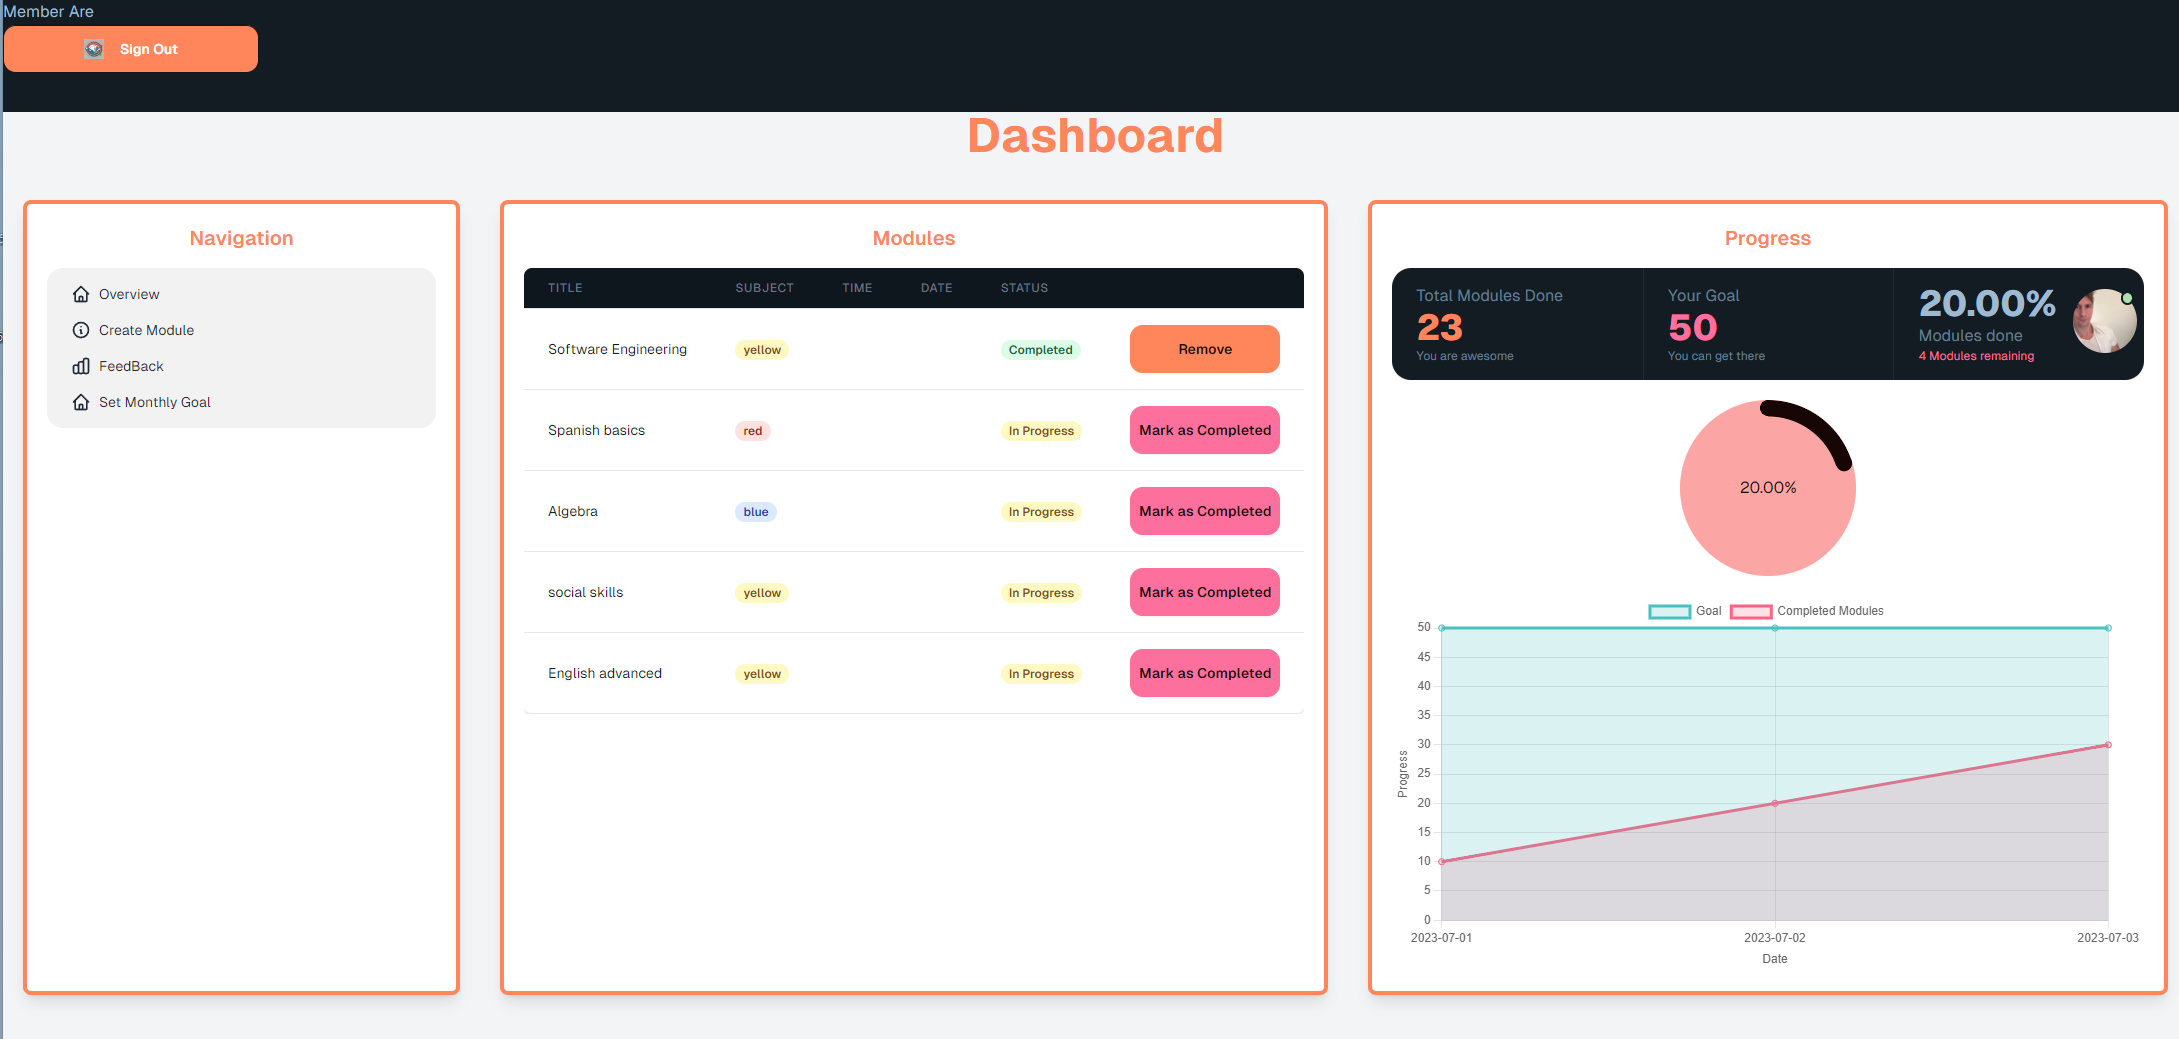 Member Are
Sign Out
Dashboard
Navigation
Overview
Create Module
FeedBack
Set Monthly Goal
Modules
TITLE SUBJECT TIME DATE STATUS
Software Engineering yellow Completed Remove
Spanish basics red In Progress Mark as Completed
Algebra blue In Progress Mark as Completed
social skills yellow In Progress Mark as Completed
English advanced yellow In Progress Mark as Completed
Progress
Total Modules Done
23
You are awesome
Your Goal
50
You can get there
20.00%
Modules done
4 Modules remaining
20.00%
Goal Completed Modules
50
45
40
35
30
25
20
15
10
5
0
Progress
2023-07-01 2023-07-02 2023-07-03
Date